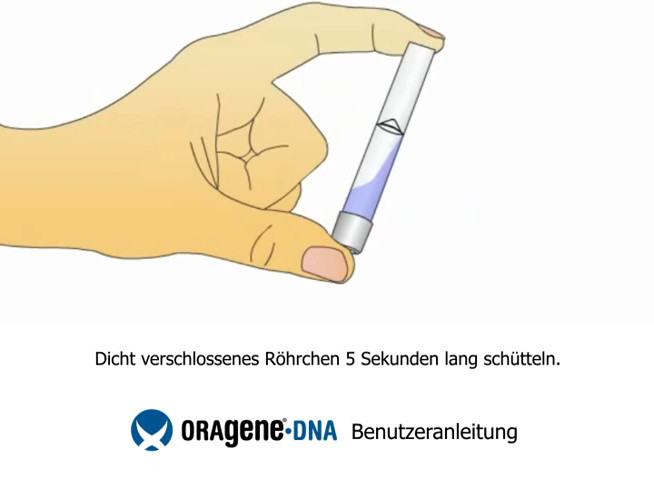 Dicht verschlossenes Röhrchen 5 Sekunden lang schütteln.
ORAgene®•DNA Benutzeranleitung